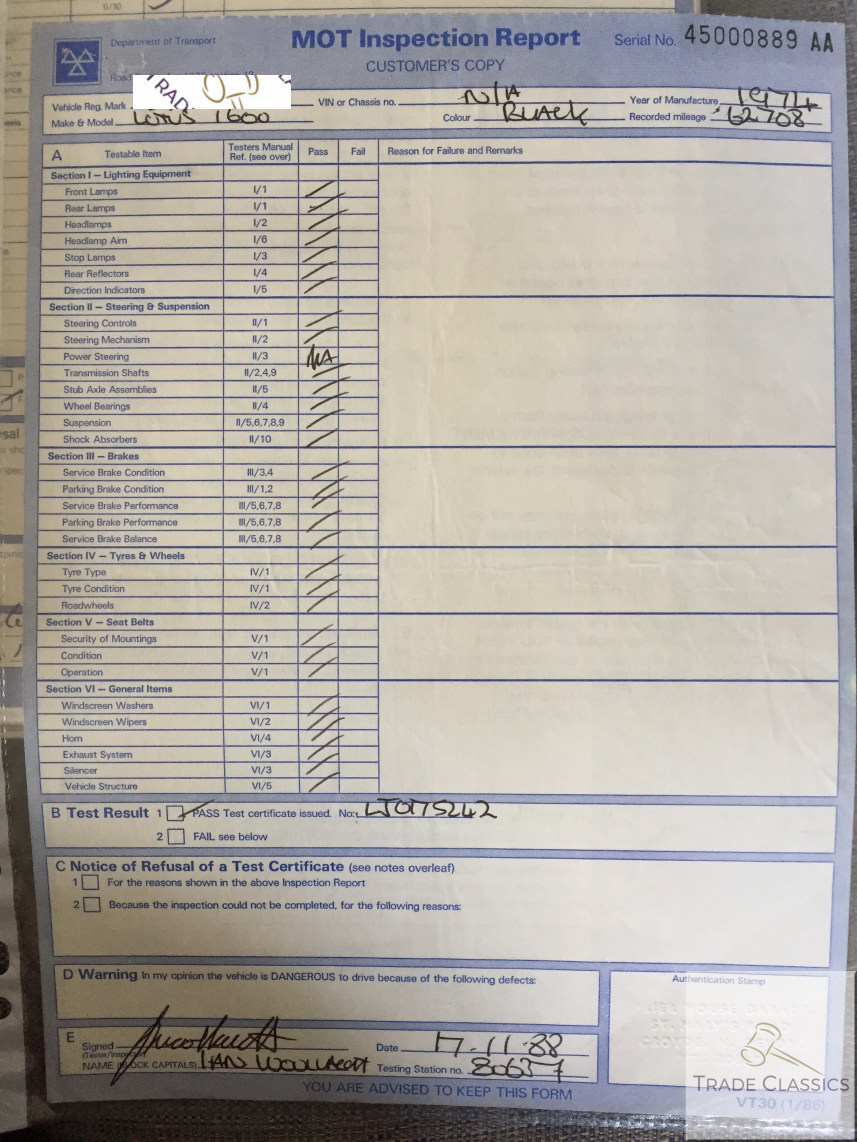 Department of Transport
MOT Inspection Report
Serial No. 45000889 AA
CUSTOMER'S COPY
Road
TRAD
Vehicle Reg. Mark
VIN or Chassis no. N/A
Year of Manufacture 1974
Make & Model LOTUS 1600
Colour BLACK
Recorded mileage 62708
A Testable Item Testers Manual Ref. (see over) Pass Fail Reason for Failure and Remarks
Section I — Lighting Equipment
Front Lamps I/1
Rear Lamps I/1
Headlamps I/2
Headlamp Aim I/6
Stop Lamps I/3
Rear Reflectors I/4
Direction Indicators I/5
Section II — Steering & Suspension
Steering Controls II/1
Steering Mechanism II/2
Power Steering II/3 NA
Transmission Shafts II/2,4,9
Stub Axle Assemblies II/5
Wheel Bearings II/4
Suspension II/5,6,7,8,9
Shock Absorbers II/10
Section III — Brakes
Service Brake Condition III/3,4
Parking Brake Condition III/1,2
Service Brake Performance III/5,6,7,8
Parking Brake Performance III/5,6,7,8
Service Brake Balance III/5,6,7,8
Section IV — Tyres & Wheels
Tyre Type IV/1
Tyre Condition IV/1
Roadwheels IV/2
Section V — Seat Belts
Security of Mountings V/1
Condition V/1
Operation V/1
Section VI — General Items
Windscreen Washers VI/1
Windscreen Wipers VI/2
Horn VI/4
Exhaust System VI/3
Silencer VI/3
Vehicle Structure VI/5
B Test Result 1 PASS Test certificate issued. No: LJ0175242
2 FAIL see below
C Notice of Refusal of a Test Certificate (see notes overleaf)
1 For the reasons shown in the above Inspection Report
2 Because the inspection could not be completed, for the following reasons:
D Warning In my opinion the vehicle is DANGEROUS to drive because of the following defects:
Authentication Stamp
E Signed
(Tester/Inspector)
Date 17-11-88
NAME (BLOCK CAPITALS) IAN WOOLLACOTT
Testing Station no.
YOU ARE ADVISED TO KEEP THIS FORM
TRADE CLASSICS
VT30 (1/86)